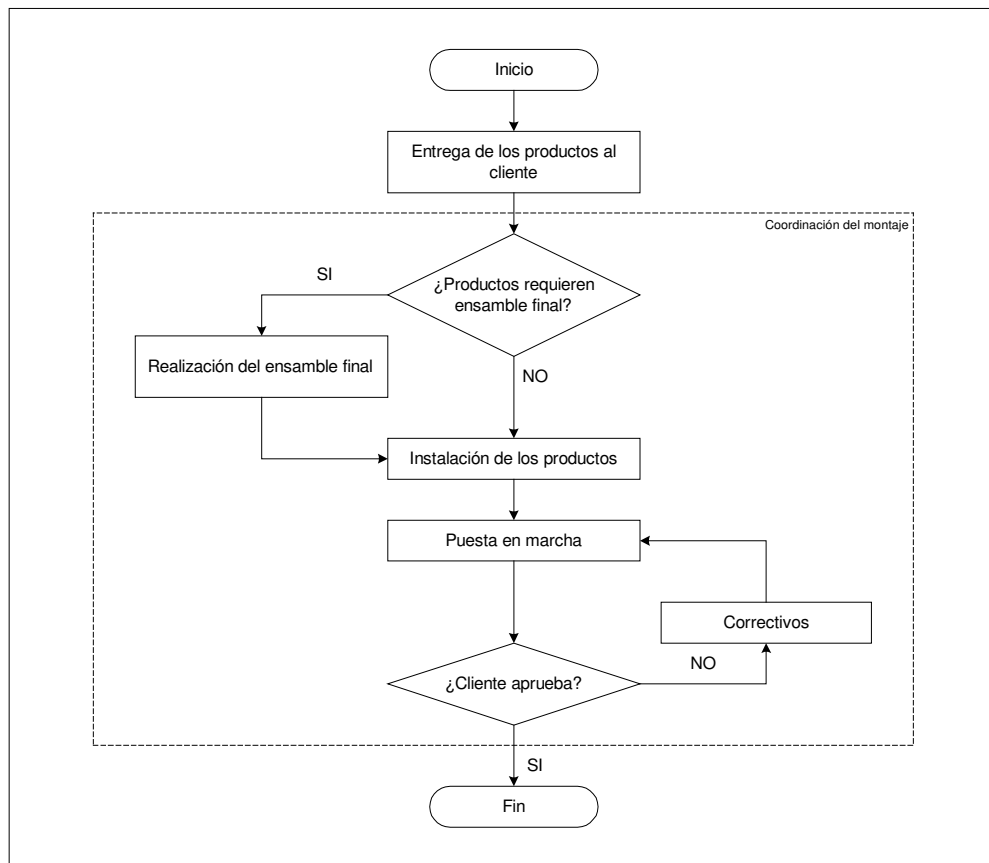 Inicio
Entrega de los productos al
cliente
Coordinación del montaje
¿Productos requieren
ensamble final?
SI
Realización del ensamble final
NO
Instalación de los productos
Puesta en marcha
Correctivos
NO
¿Cliente aprueba?
SI
Fin